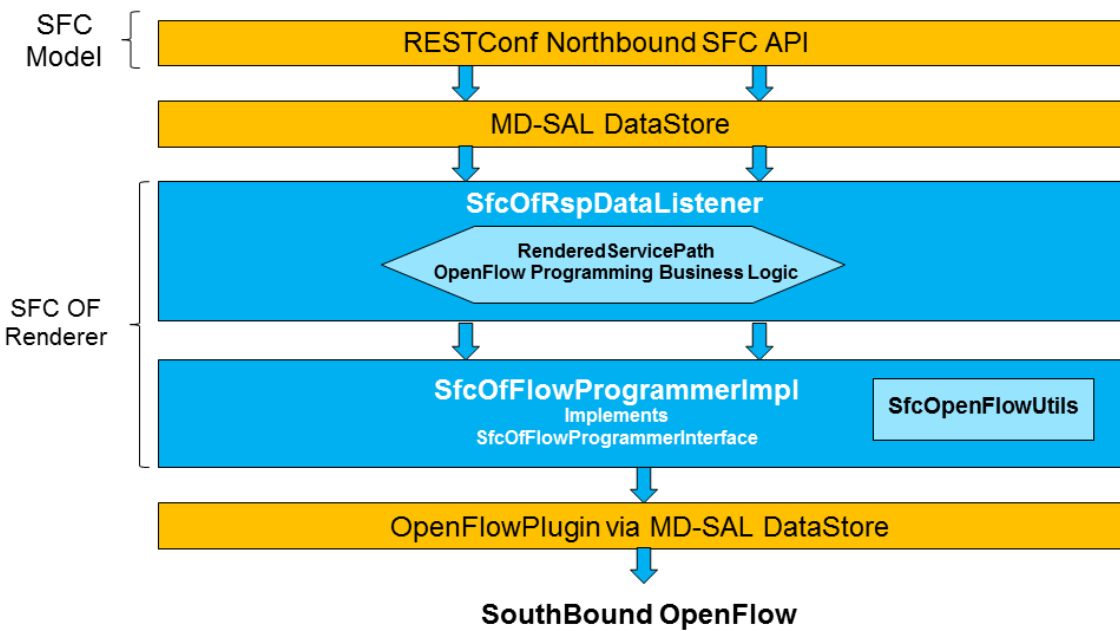 SFC
Model
RESTConf Northbound SFC API
MD-SAL DataStore
SfcOfRspDataListener
RenderedServicePath
OpenFlow Programming Business Logic
SFC OF
Renderer
SfcOfFlowProgrammerImpl
Implements
SfcOfFlowProgrammerInterface
SfcOpenFlowUtils
OpenFlowPlugin via MD-SAL DataStore
SouthBound OpenFlow